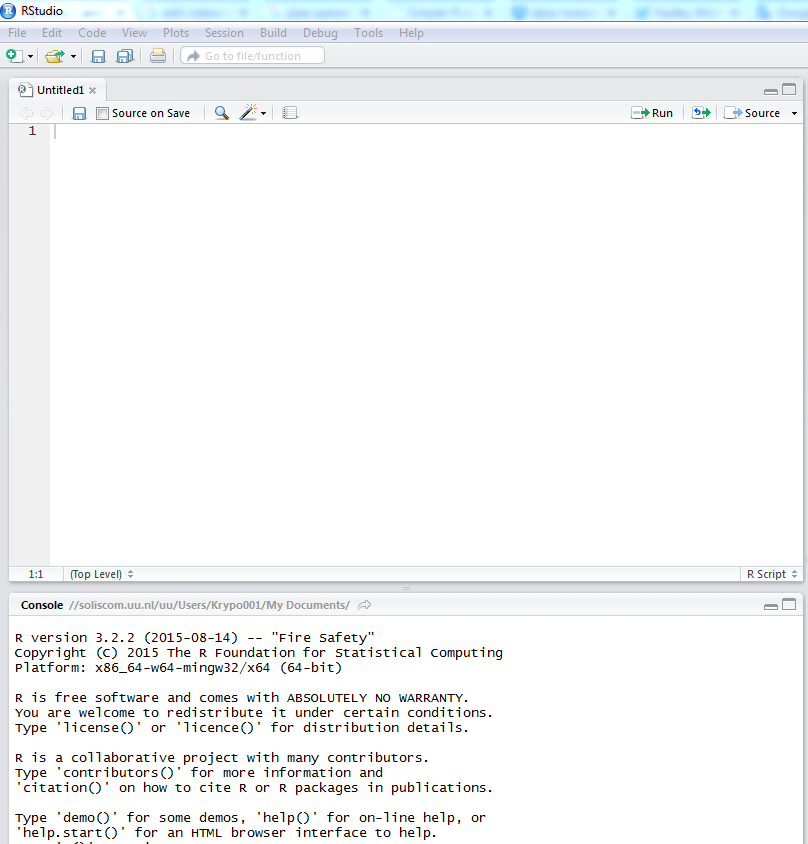 RStudio
File Edit Code View Plots Session Build Debug Tools Help
Go to file/function
Untitled1
Source on Save Run Source
1
1:1 (Top Level) R Script
Console //soliscom.uu.nl/uu/Users/Krypo001/My Documents/
R version 3.2.2 (2015-08-14) -- "Fire Safety"
Copyright (C) 2015 The R Foundation for Statistical Computing
Platform: x86_64-w64-mingw32/x64 (64-bit)
R is free software and comes with ABSOLUTELY NO WARRANTY.
You are welcome to redistribute it under certain conditions.
Type 'license()' or 'licence()' for distribution details.
R is a collaborative project with many contributors.
Type 'contributors()' for more information and
'citation()' on how to cite R or R packages in publications.
Type 'demo()' for some demos, 'help()' for on-line help, or
'help.start()' for an HTML browser interface to help.